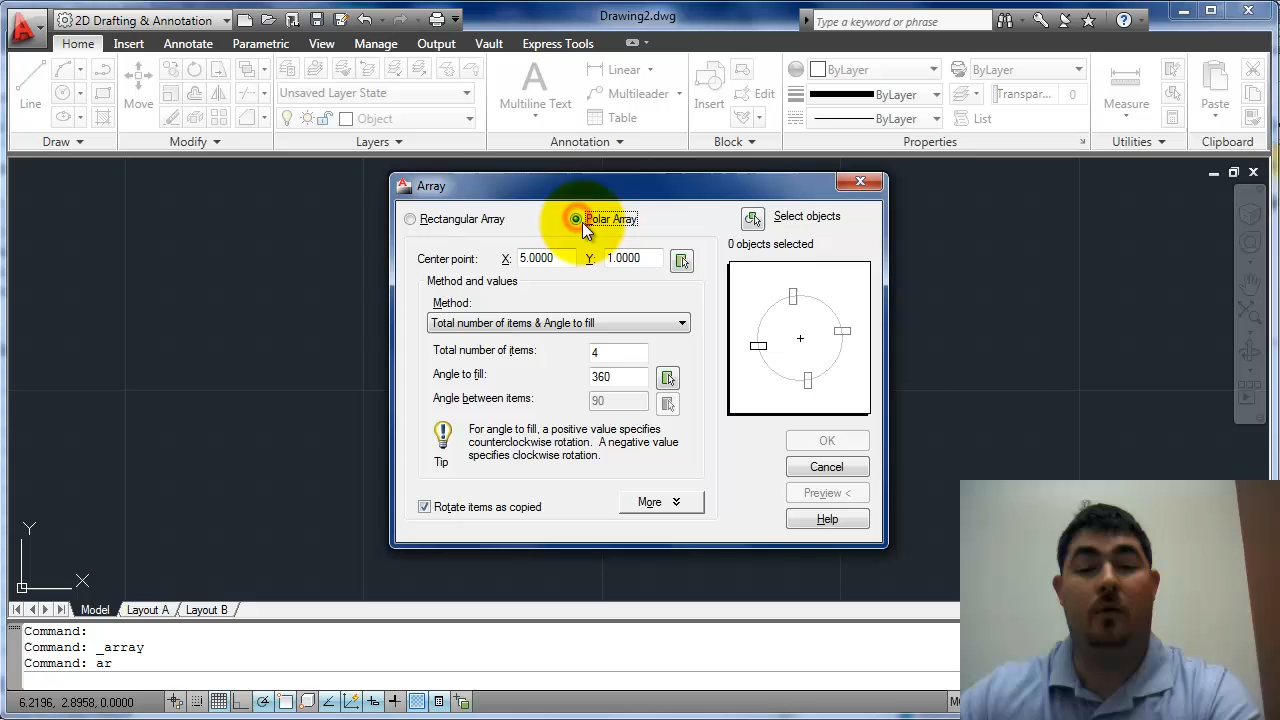 2D Drafting & Annotation
Drawing2.dwg
Type a keyword or phrase
Home Insert Annotate Parametric View Manage Output Vault Express Tools
Line
Move
Unsaved Layer State
Object
Multiline Text
Linear
Multileader
Table
Insert
Edit
ByLayer
ByLayer
ByLayer
ByLayer
Transpar... 0
List
Measure
Paste
Draw
Modify
Layers
Annotation
Block
Properties
Utilities
Clipboard
Array
Rectangular Array
Polar Array
Select objects
0 objects selected
Center point: X: 5.0000 Y: 1.0000
Method and values
Method:
Total number of items & Angle to fill
Total number of items: 4
Angle to fill: 360
Angle between items: 90
For angle to fill, a positive value specifies
counterclockwise rotation. A negative value
specifies clockwise rotation.
Tip
Rotate items as copied
More
OK
Cancel
Preview <
Help
Y
X
Model Layout A Layout B
Command:
Command: _array
Command: ar
6.2196, 2.8958, 0.0000